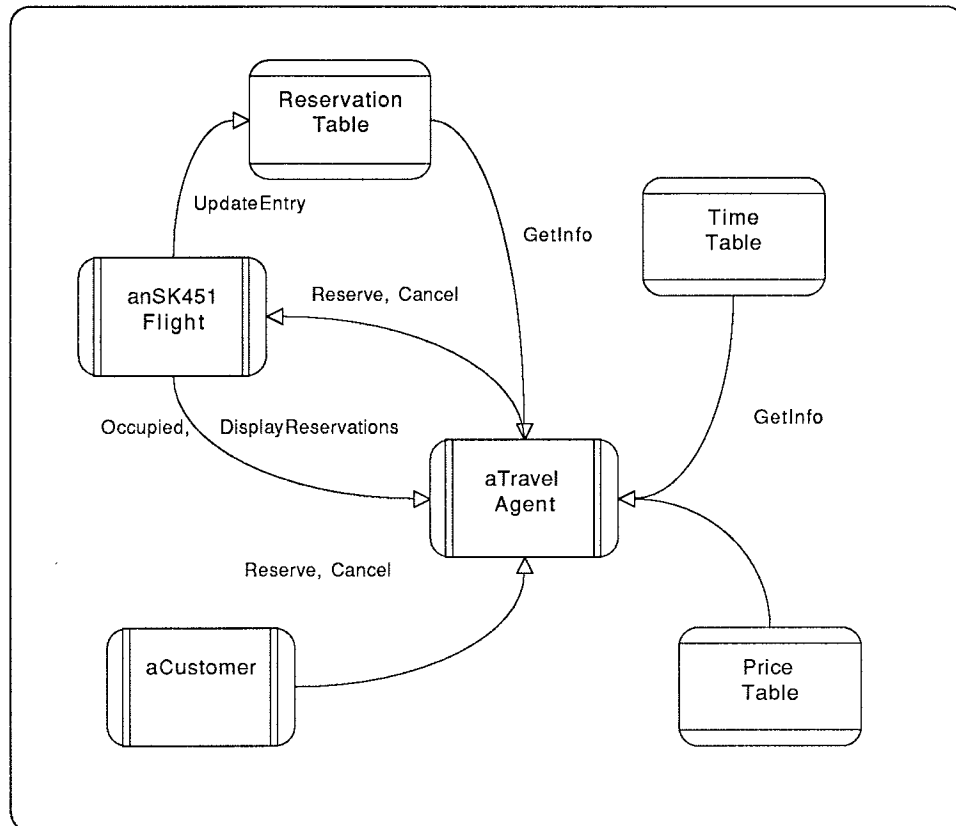 Reservation
Table
UpdateEntry
GetInfo
Time
Table
anSK451
Flight
Reserve, Cancel
Occupied, DisplayReservations
GetInfo
aTravel
Agent
Reserve, Cancel
aCustomer
Price
Table